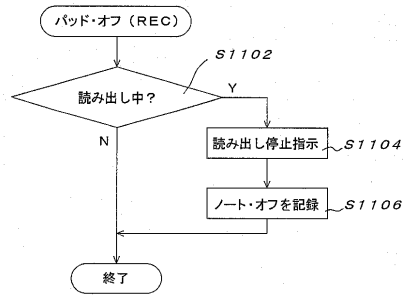 パッド・オフ（REC）
S1102
読み出し中？
Y
N
読み出し停止指示
S1104
ノート・オフを記録
S1106
終了